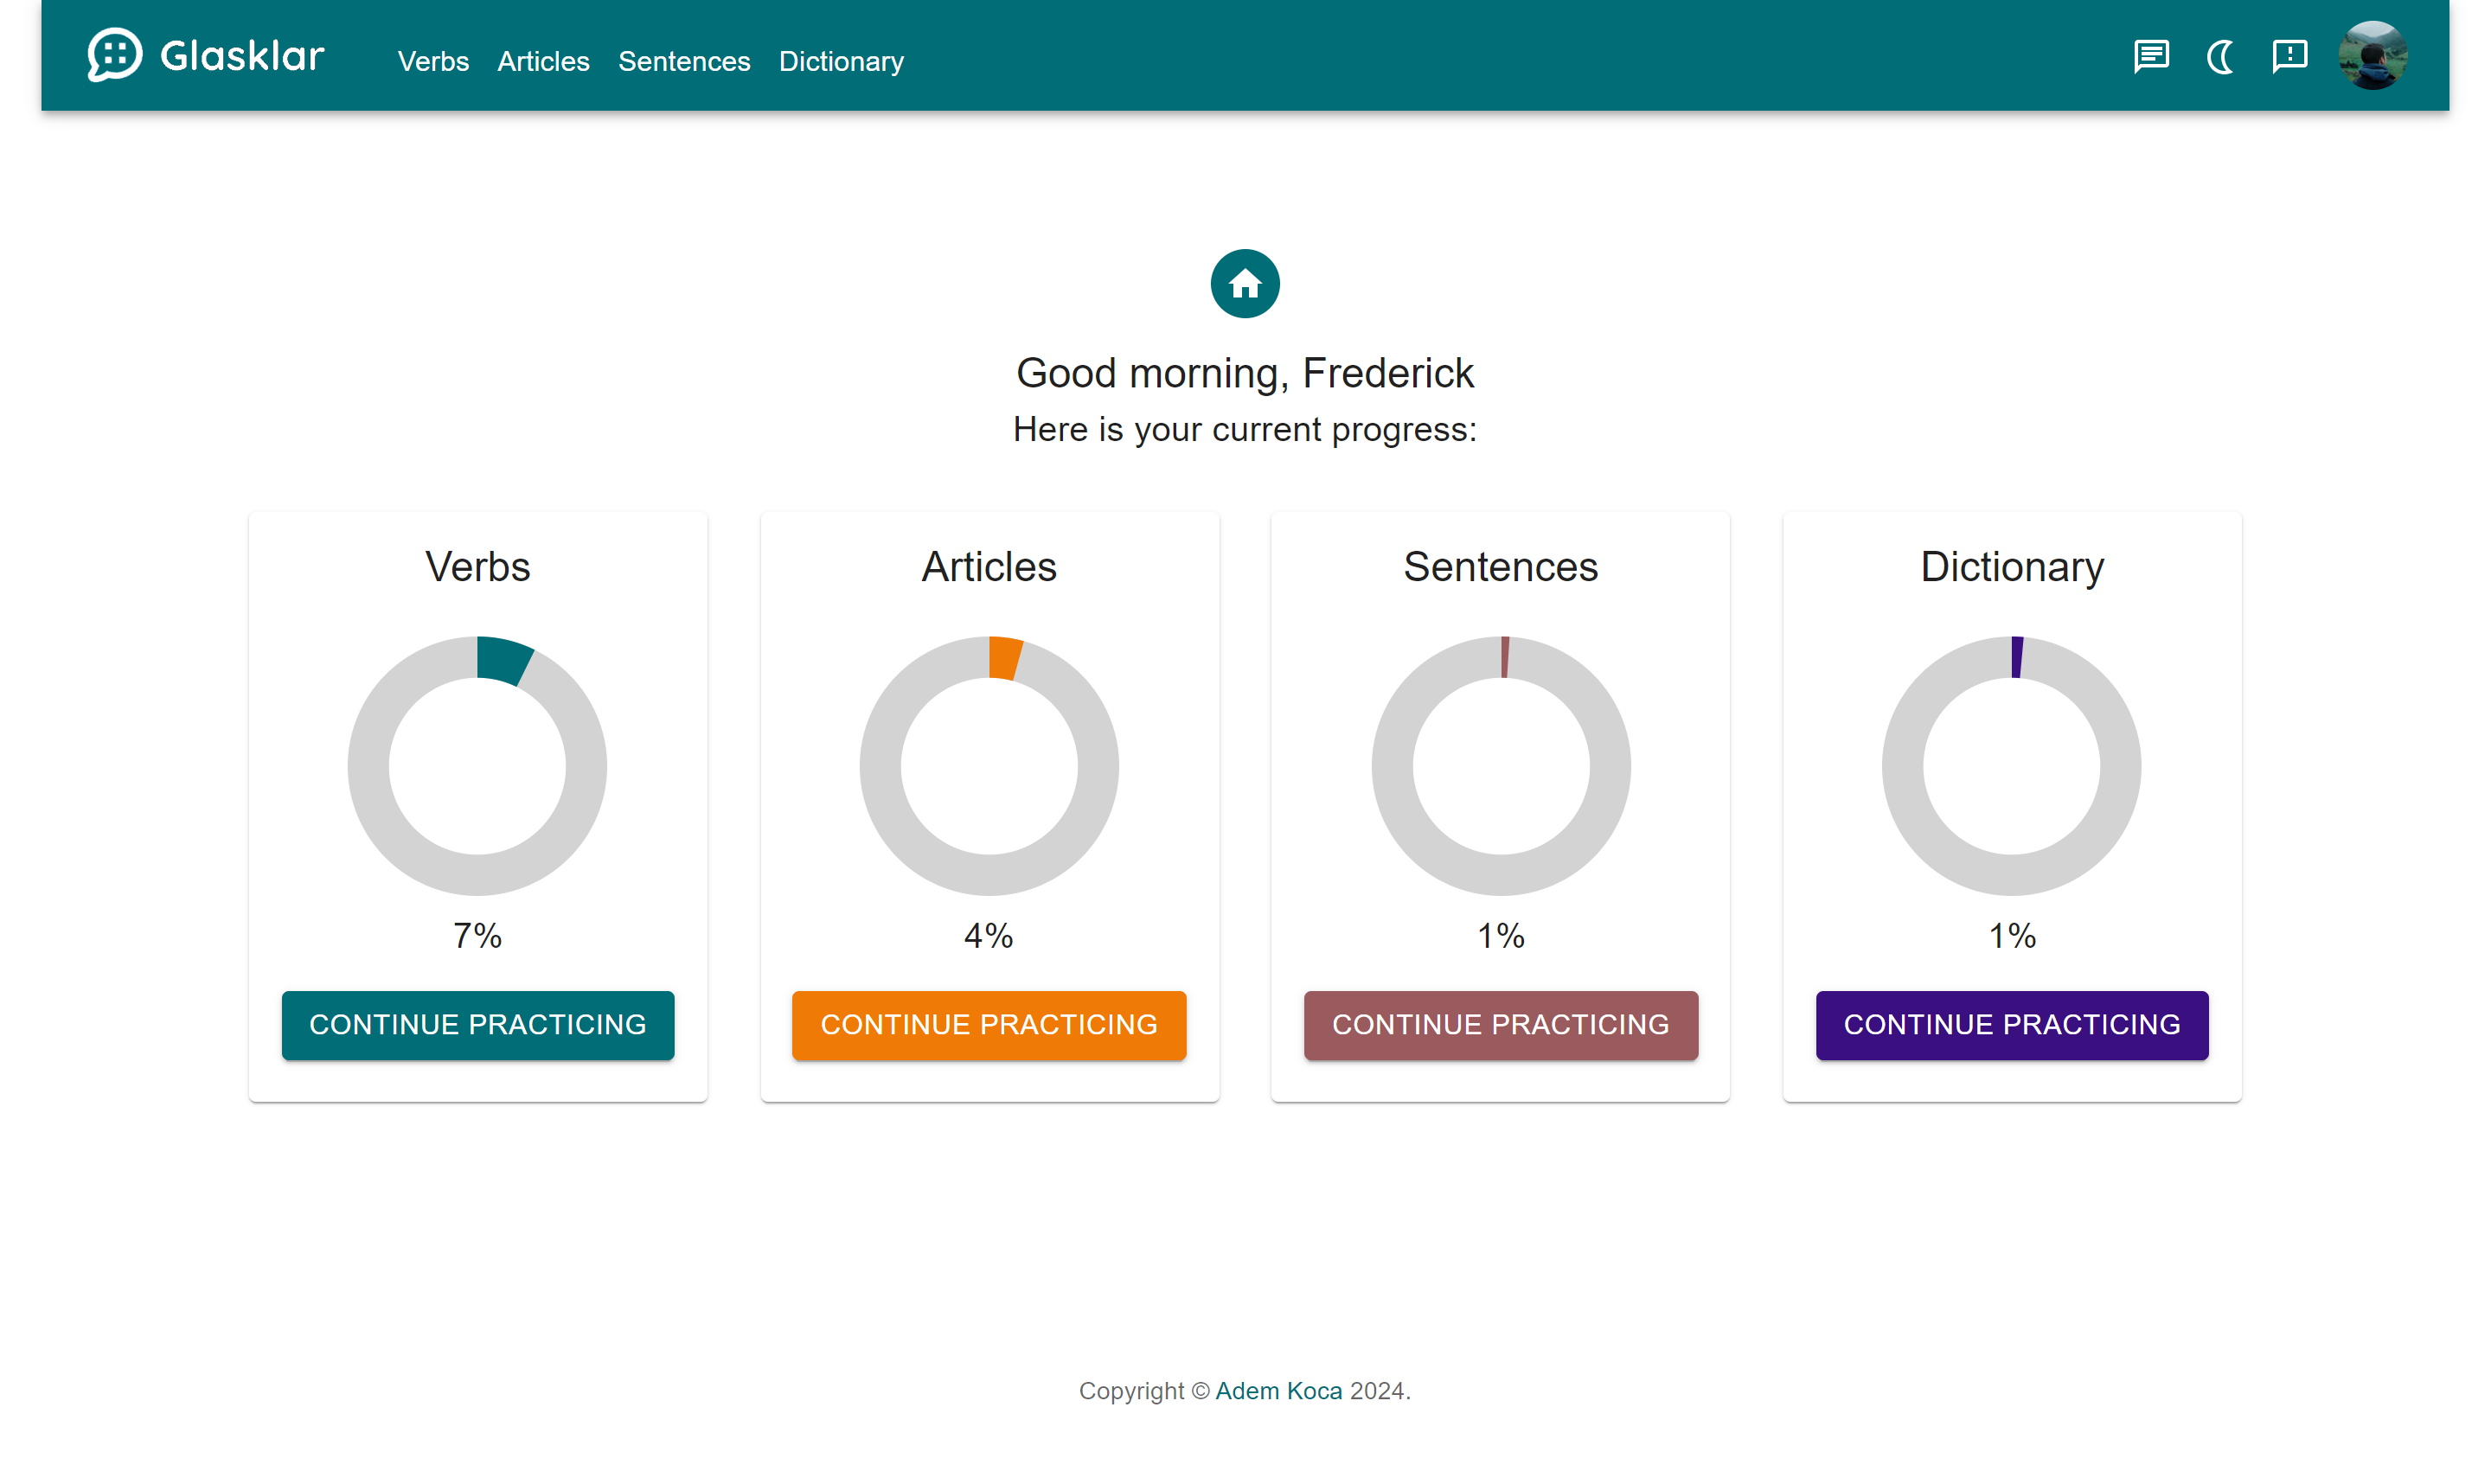 Glasklar
Verbs Articles Sentences Dictionary
Good morning, Frederick
Here is your current progress:
Verbs
7%
CONTINUE PRACTICING
Articles
4%
CONTINUE PRACTICING
Sentences
1%
CONTINUE PRACTICING
Dictionary
1%
CONTINUE PRACTICING
Copyright © Adem Koca 2024.